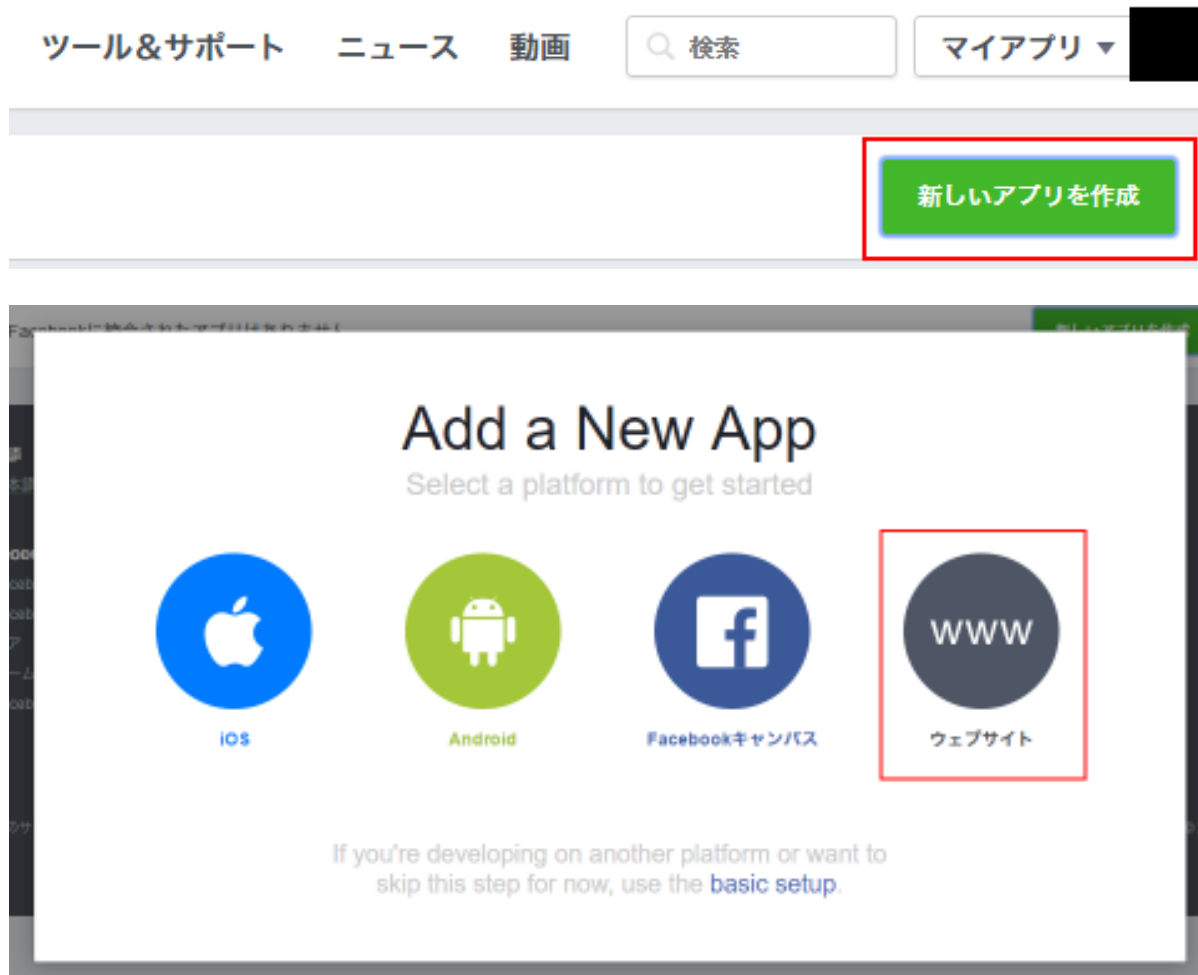 ツール&サポート ニュース 動画 検索 マイアプリ ▼
新しいアプリを作成
Add a New App
Select a platform to get started
www
iOS Android Facebookキャンバス ウェブサイト
If you're developing on another platform or want to
skip this step for now, use the basic setup.